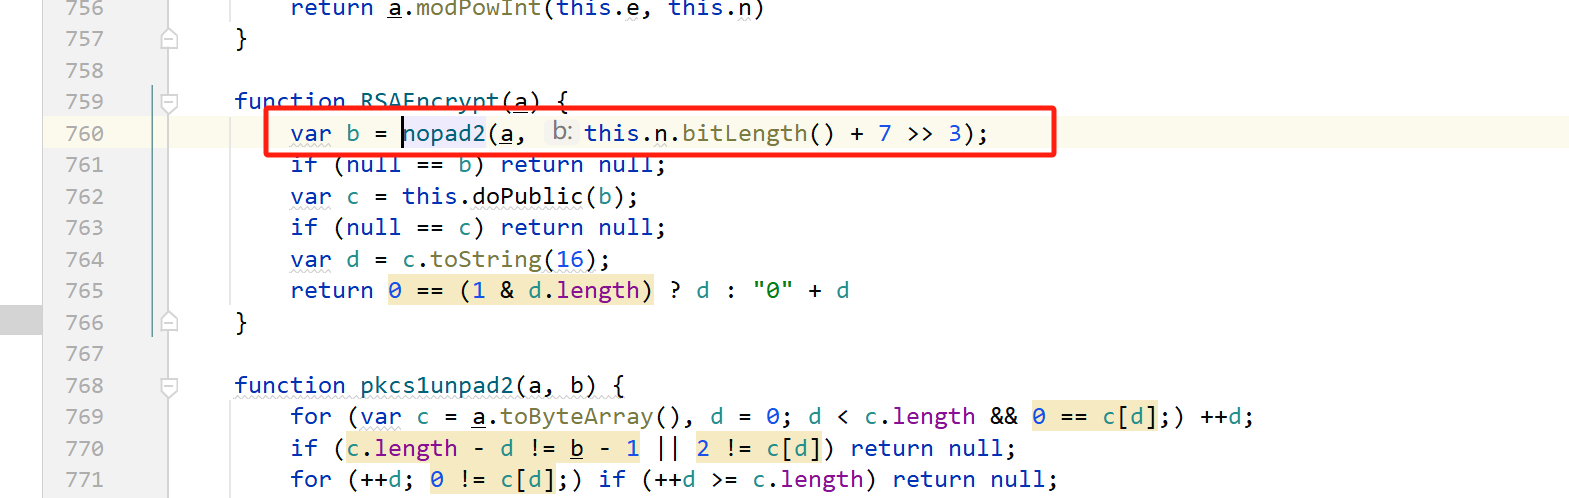 756 return a.modPowInt(this.e, this.n)
757 }
758
759 function RSAEncrypt(a) {
760 var b = nopad2(a, b: this.n.bitLength() + 7 >> 3);
761 if (null == b) return null;
762 var c = this.doPublic(b);
763 if (null == c) return null;
764 var d = c.toString(16);
765 return 0 == (1 & d.length) ? d : "0" + d
766 }
767
768 function pkcs1unpad2(a, b) {
769 for (var c = a.toByteArray(), d = 0; d < c.length && 0 == c[d];) ++d;
770 if (c.length - d != b - 1 || 2 != c[d]) return null;
771 for (++d; 0 != c[d];) if (++d >= c.length) return null;